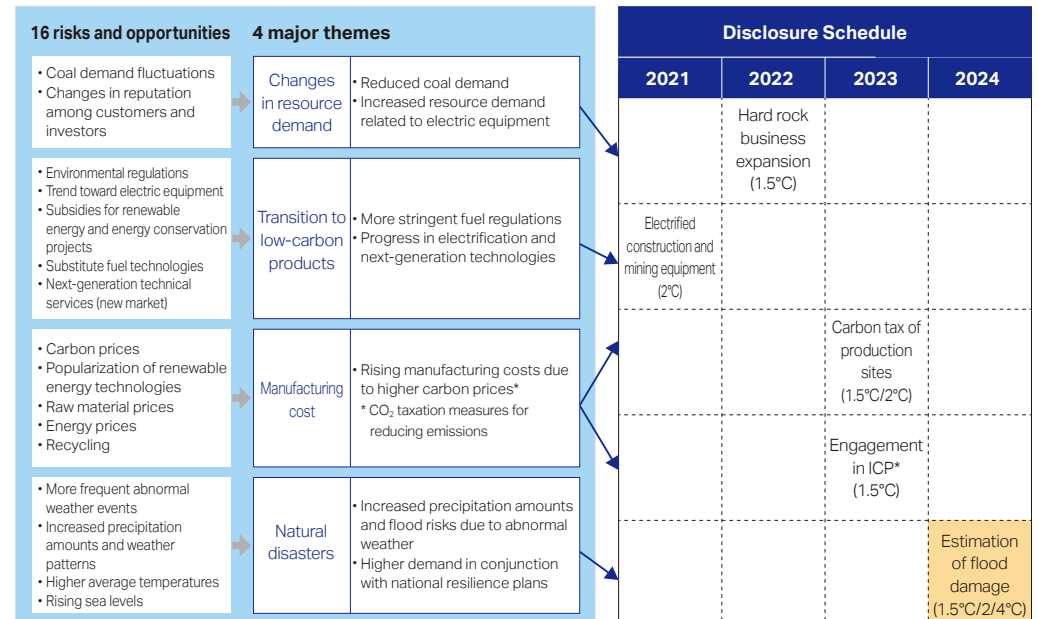 16 risks and opportunities
4 major themes
• Coal demand fluctuations
• Changes in reputation
among customers and
investors
Changes
in resource
demand
• Reduced coal demand
• Increased resource demand
related to electric equipment
• Environmental regulations
• Trend toward electric equipment
• Subsidies for renewable
energy and energy conservation
projects
• Substitute fuel technologies
• Next-generation technical
services (new market)
Transition to
low-carbon
products
• More stringent fuel regulations
• Progress in electrification and
next-generation technologies
• Carbon prices
• Popularization of renewable
energy technologies
• Raw material prices
• Energy prices
• Recycling
Manufacturing
cost
• Rising manufacturing costs due
to higher carbon prices*
* CO₂ taxation measures for
reducing emissions
• More frequent abnormal
weather events
• Increased precipitation
amounts and weather
patterns
• Higher average temperatures
• Rising sea levels
Natural
disasters
• Increased precipitation amounts
and flood risks due to abnormal
weather
• Higher demand in conjunction
with national resilience plans
Disclosure Schedule
2021
2022
2023
2024
Hard rock
business
expansion
(1.5°C)
Electrified
construction and
mining equipment
(2°C)
Carbon tax of
production
sites
(1.5°C/2°C)
Engagement
in ICP*
(1.5°C)
Estimation
of flood
damage
(1.5°C/2/4°C)